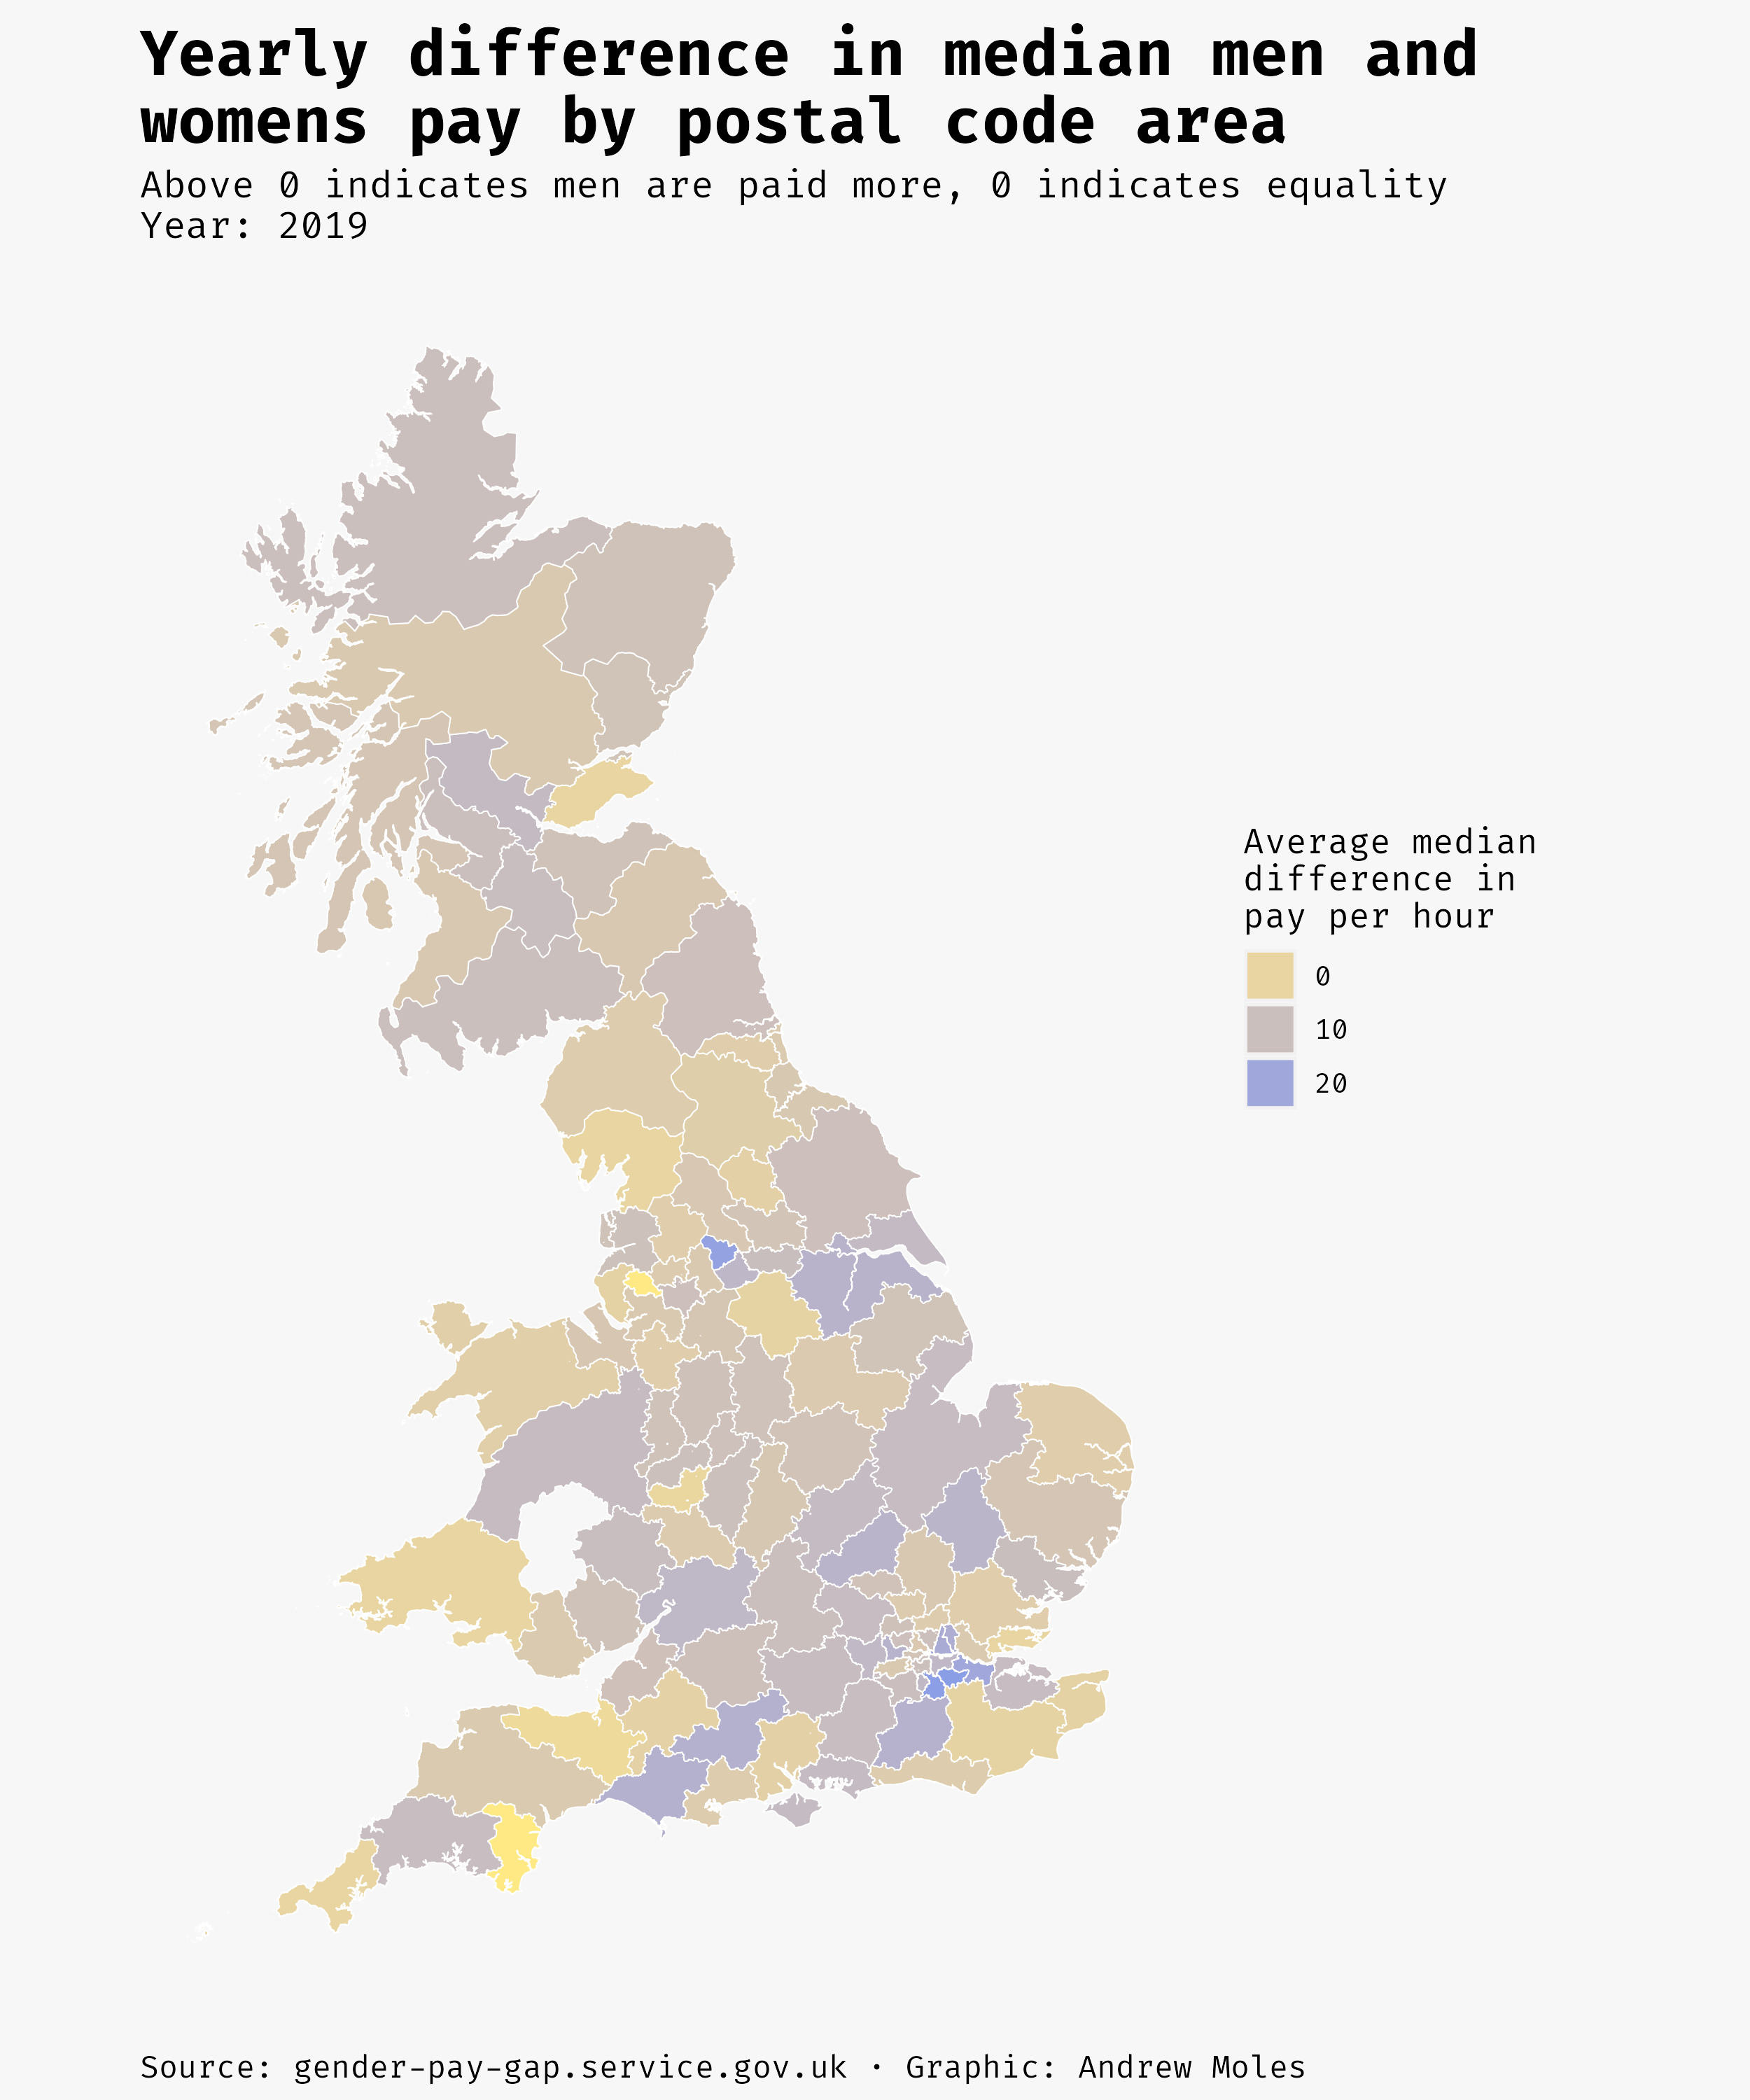 Yearly difference in median men and
womens pay by postal code area
Above 0 indicates men are paid more, 0 indicates equality
Year: 2019
Average median
difference in
pay per hour
0
10
20
Source: gender-pay-gap.service.gov.uk · Graphic: Andrew Moles